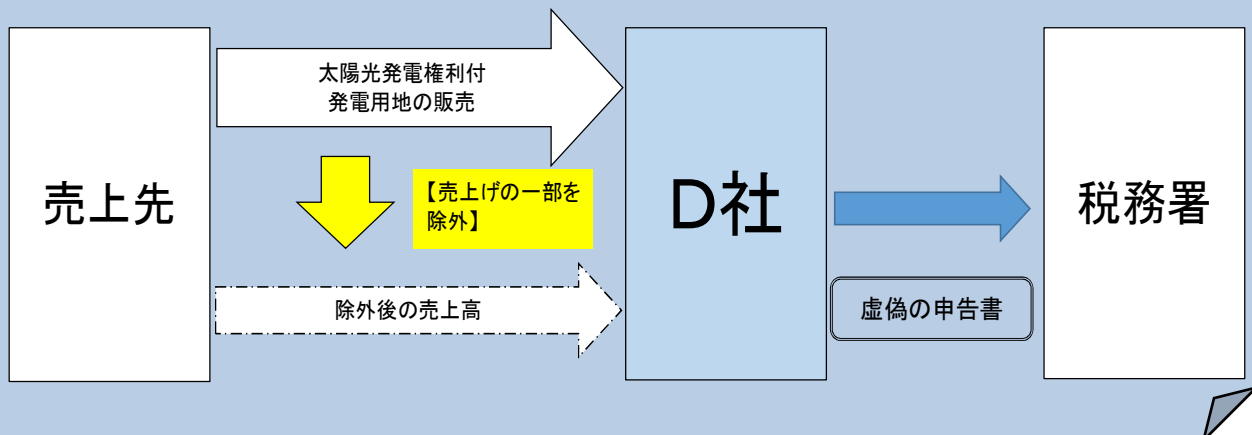 売上先
太陽光発電権利付
発電用地の販売
【売上げの一部を
除外】
除外後の売上高
D社
虚偽の申告書
税務署